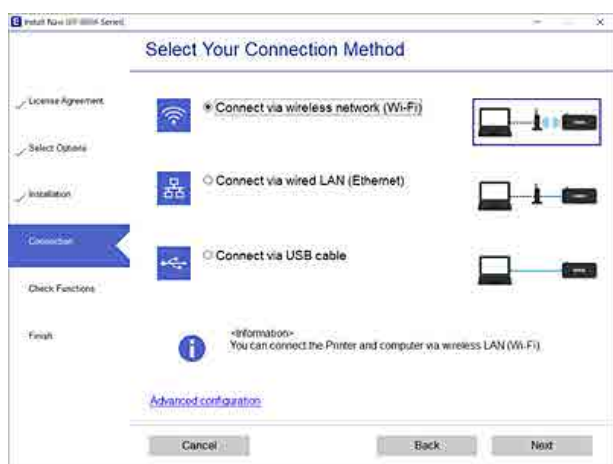 Install Navi
Select Your Connection Method
License Agreement
Select Options
Installation
Connection
Check Functions
Finish
Connect via wireless network (Wi-Fi)
Connect via wired LAN (Ethernet)
Connect via USB cable
<Information>
You can connect the Printer and computer via wireless LAN (Wi-Fi)
Advanced configuration
Cancel
Back
Next